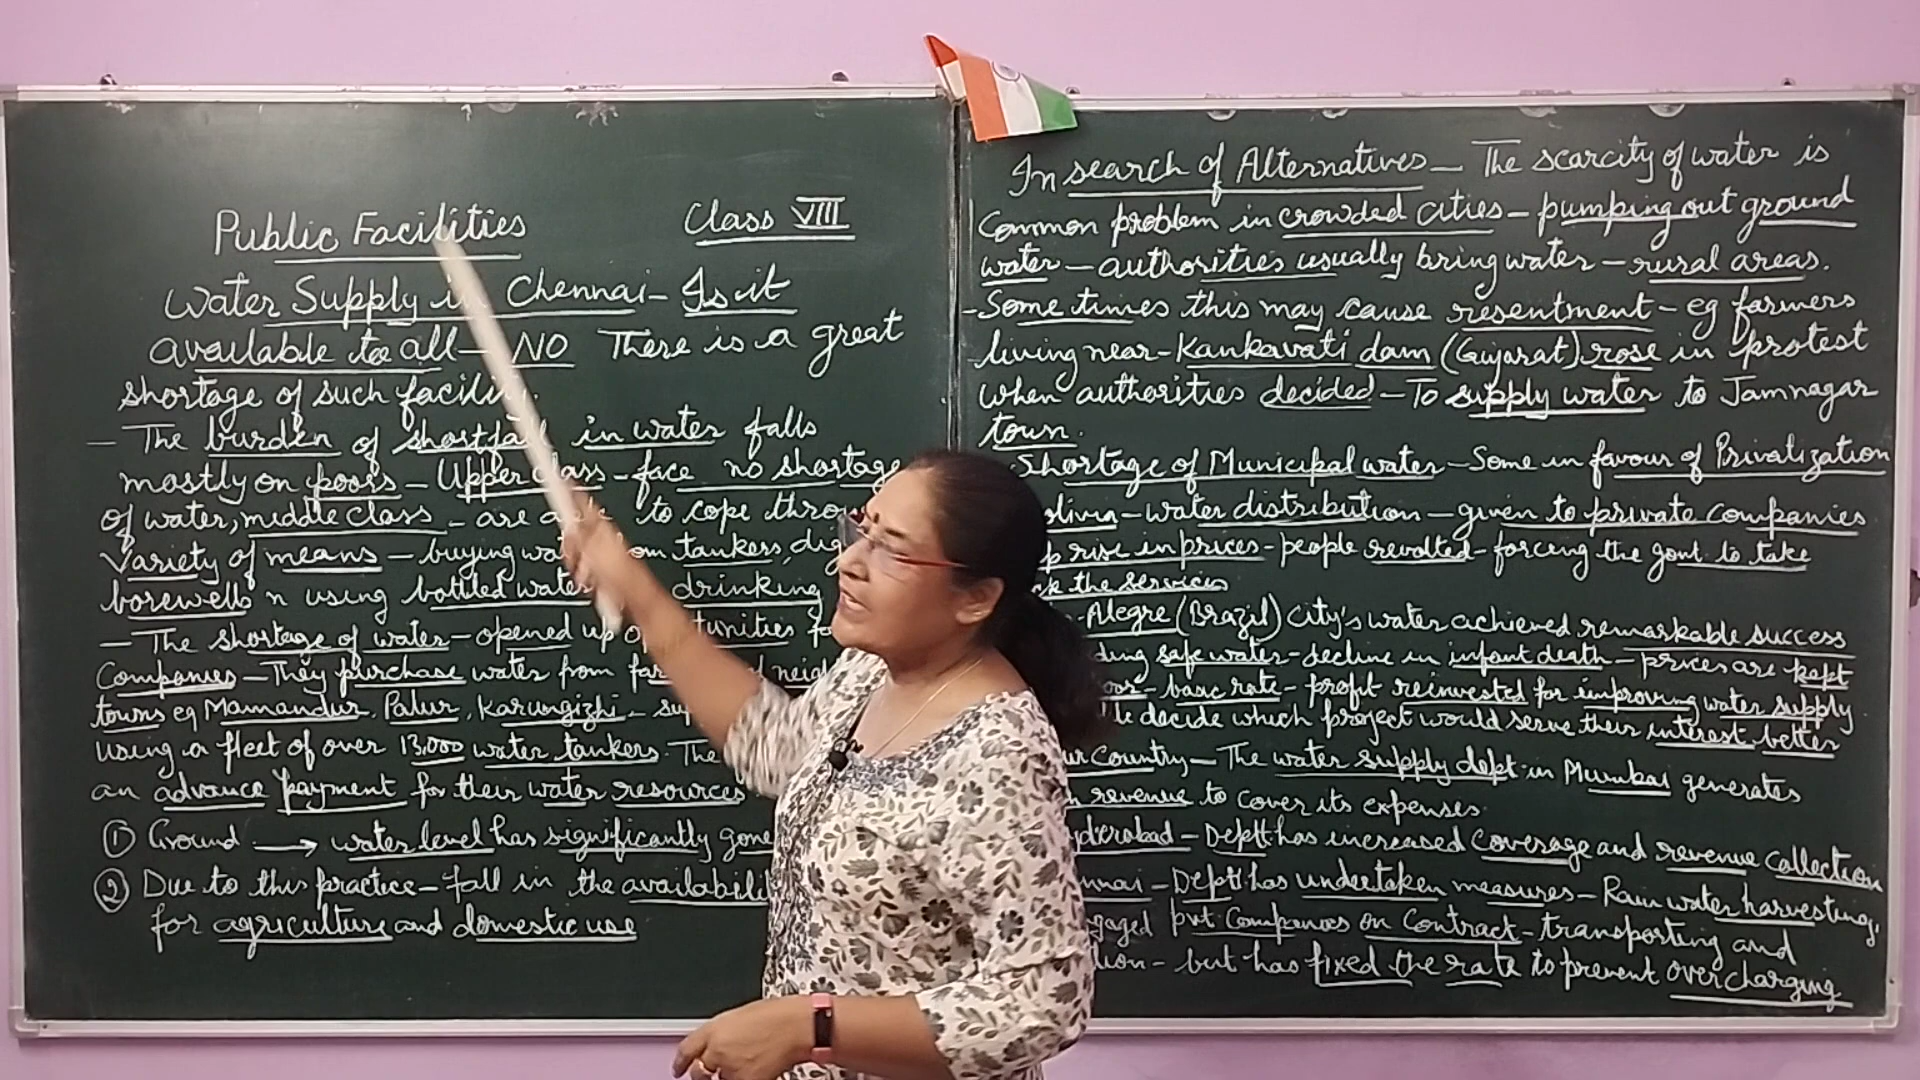 Public Facilities Class VIII
Water Supply in Chennai - Is it
available to all - NO There is a great
shortage of such
- The burden of in water falls
mostly on poors - Upper class - face no shortage
of water, middle class - are to cope
Variety of means - buying tankers,
borewells n using bottled water drinking
- The shortage of water - opened up
Companies - They purchase water from
towns eg Mamandur, Palur, Karungizhi -
using a fleet of over 13,000 water tankers. The
an advance payment for their water resources
① Ground → water level has significantly gone
② Due to this practice - fall in the
for agriculture and domestic use
In search of Alternatives - The scarcity of water is
Common problem in crowded cities - pumping out ground
water - authorities usually bring water - rural areas.
- Some times this may cause resentment - eg farmers
living near - Kankavati dam (Gujarat) rose in protest
when authorities decided - To supply water to Jamnagar
town.
Shortage of Municipal water - Some in favour of Privatization
- water distribution - given to private companies
rise in prices - people revolted - forcing the govt to take
the services
Alegre (Brazil) City's water achieved remarkable success
safe water - decline in infant death - prices are kept
- basic rate - profit reinvested for improving water supply
decide which project would serve their interest better
Country - The water supply dept in Mumbai generates
revenue to cover its expenses.
- Deptt has increased Coverage and revenue collection
- Deptt has undertaken measures - Rain water harvesting,
pvt Companies on Contract - transporting and
- but has fixed the rate to prevent over charging